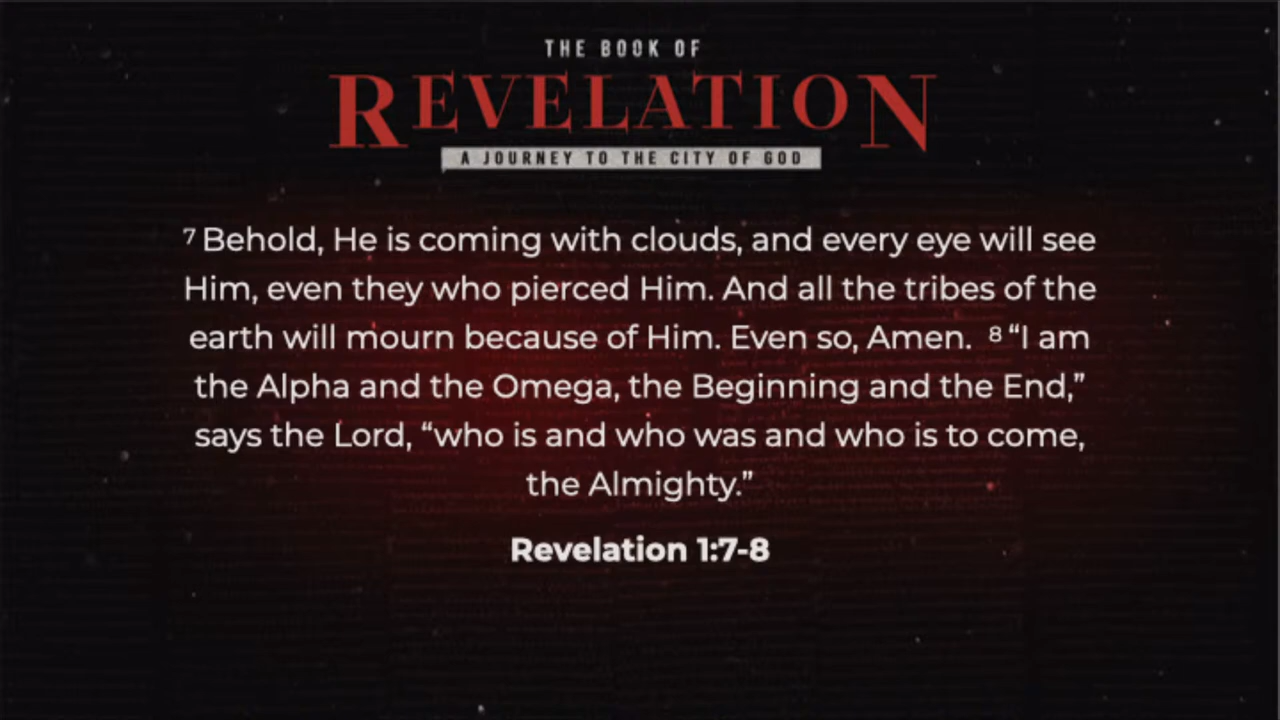 THE BOOK OF
REVELATION
A JOURNEY TO THE CITY OF GOD
⁷ Behold, He is coming with clouds, and every eye will see
Him, even they who pierced Him. And all the tribes of the
earth will mourn because of Him. Even so, Amen. ⁸ “I am
the Alpha and the Omega, the Beginning and the End,”
says the Lord, “who is and who was and who is to come,
the Almighty.”
Revelation 1:7-8